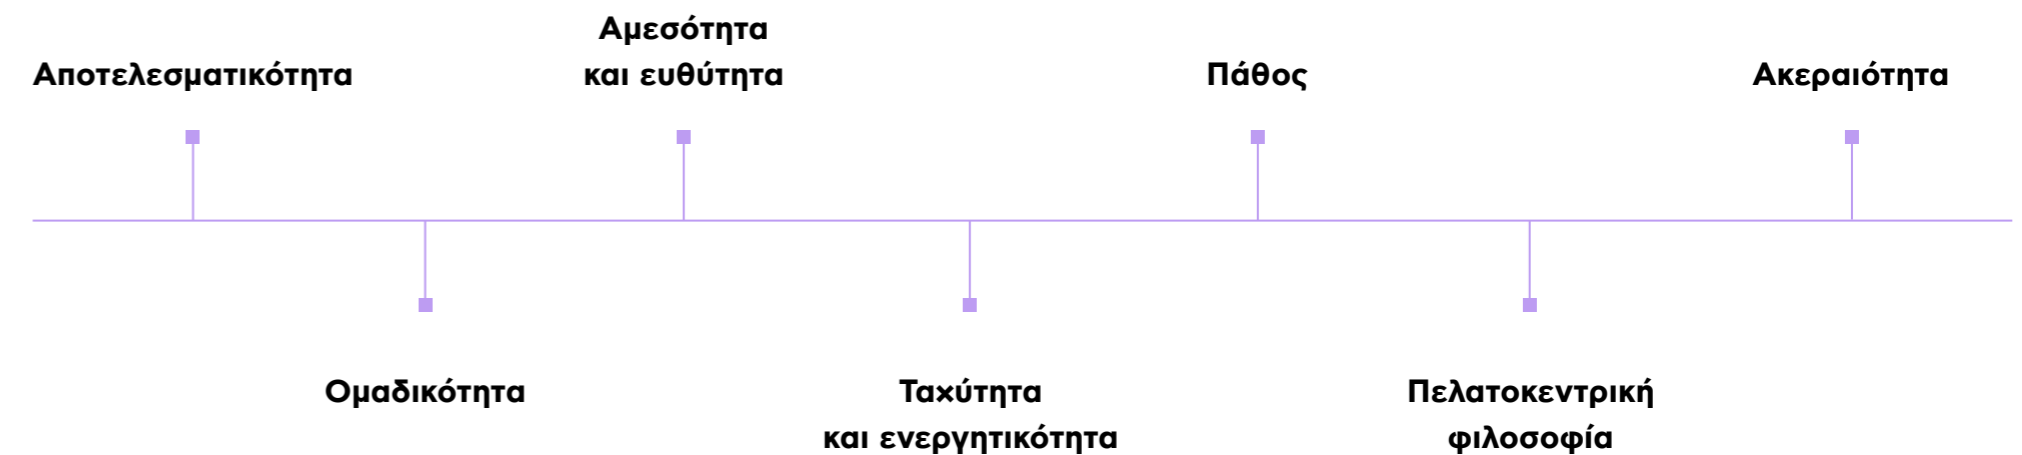 Αποτελεσματικότητα
Αμεσότητα
και ευθύτητα
Πάθος
Ακεραιότητα
Ομαδικότητα
Ταχύτητα
και ενεργητικότητα
Πελατοκεντρική
φιλοσοφία